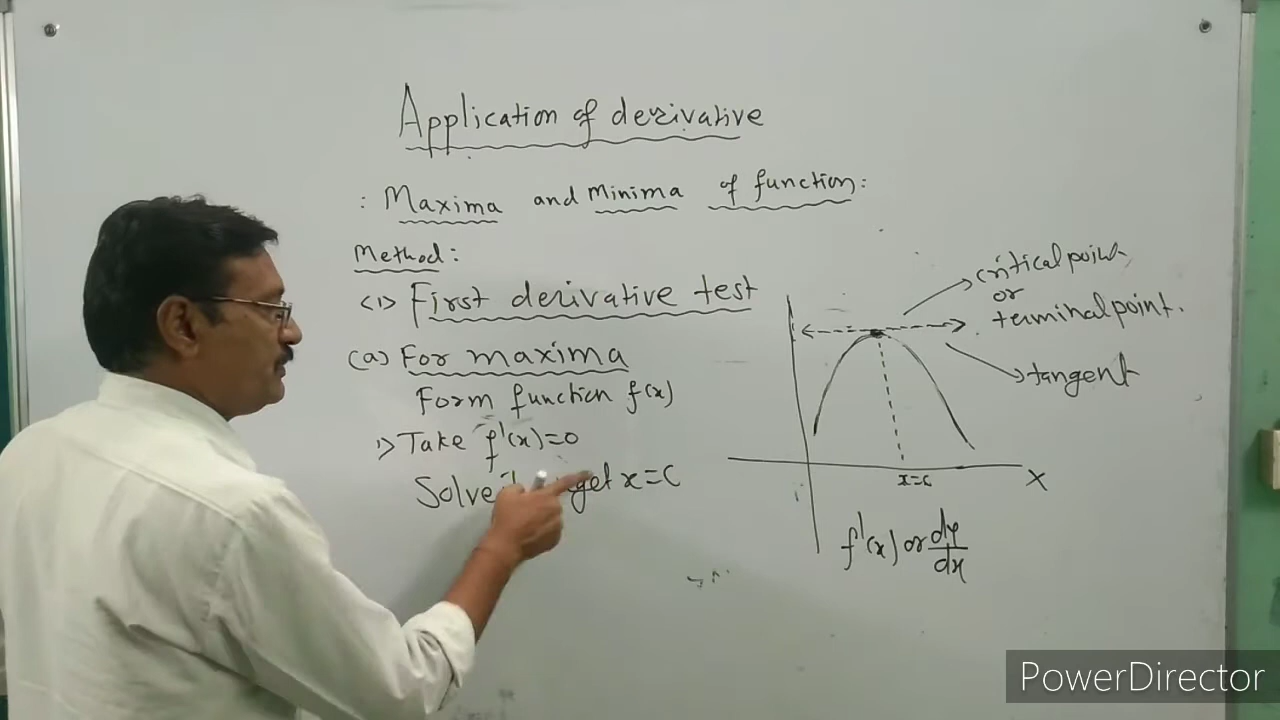 Application of derivative
: Maxima and Minima of function:
Method:
<1> First derivative test
(a) For maxima
Form function f(x)
1> Take f'(x)=0
Solve get x=c
critical point
or
terminal point.
tangent
x=c
X
f'(x) or dy/dx
PowerDirector